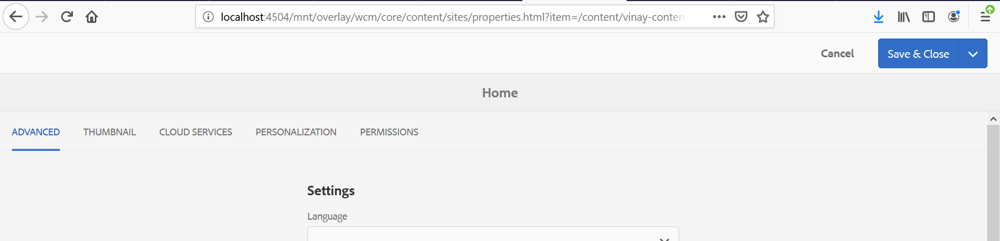 localhost:4504/mnt/overlay/wcm/core/content/sites/properties.html?item=/content/vinay-conten
Cancel
Save & Close
Home
ADVANCED THUMBNAIL CLOUD SERVICES PERSONALIZATION PERMISSIONS
Settings
Language